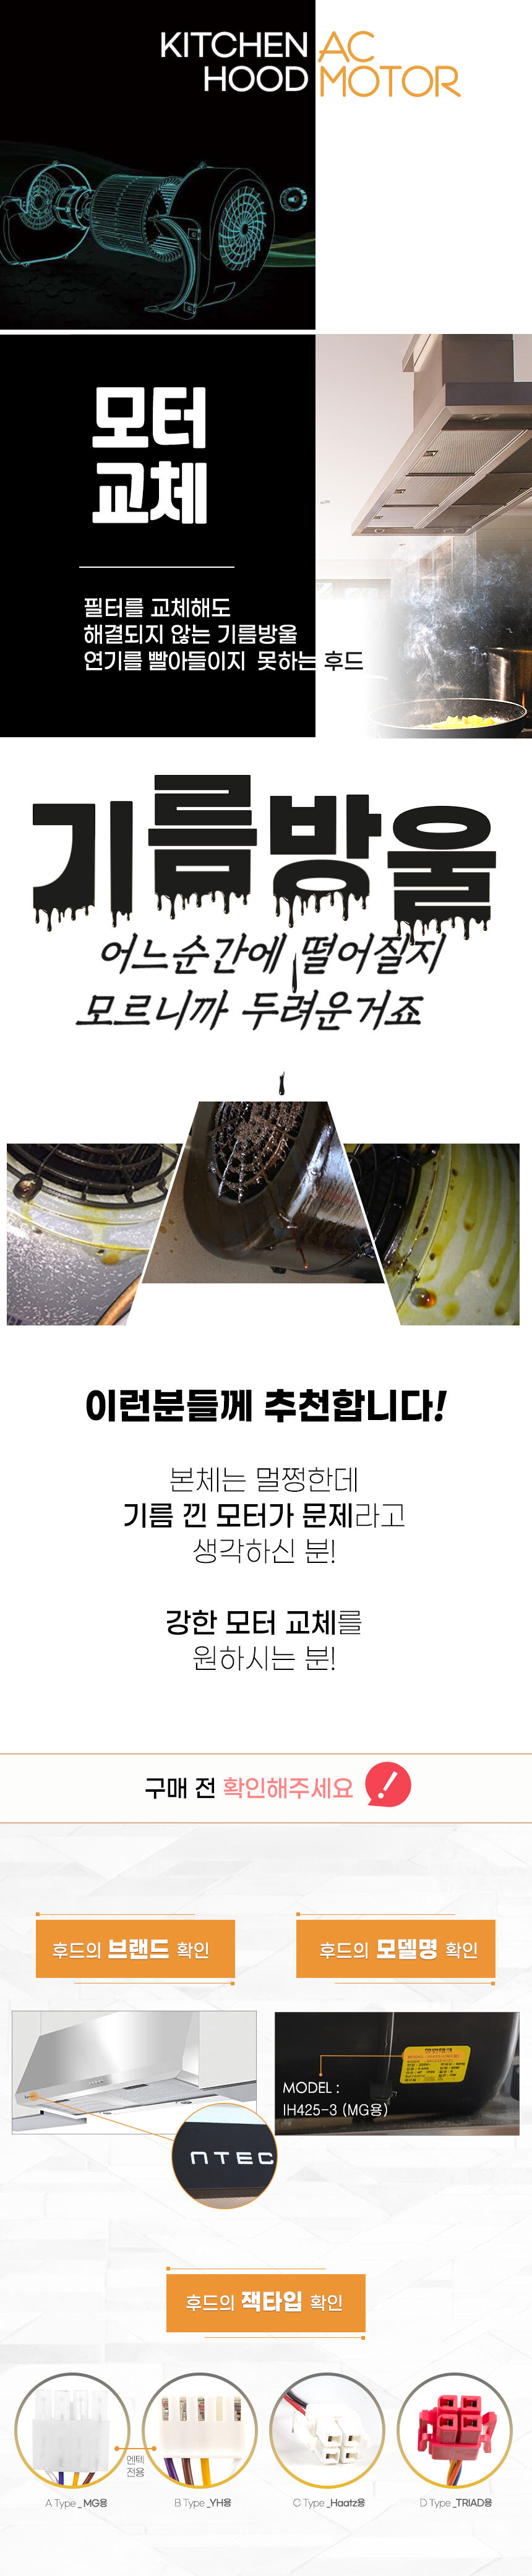 KITCHEN AC
HOOD MOTOR
모터
교체
필터를 교체해도
해결되지 않는 기름방울
연기를 빨아들이지 못하는 후드
기름방울
어느순간에 떨어질지
모르니까 두려운거죠
이런분들께 추천합니다!
본체는 멀쩡한데
기름 낀 모터가 문제라고
생각하신 분!
강한 모터 교체를
원하시는 분!
구매 전 확인해주세요 !
후드의 브랜드 확인
후드의 모델명 확인
MODEL :
IH425-3 (MG용)
NTEC
후드의 잭타입 확인
엔텍
전용
A Type _ MG용
B Type _YH용
C Type _Haatz용
D Type _TRIAD용